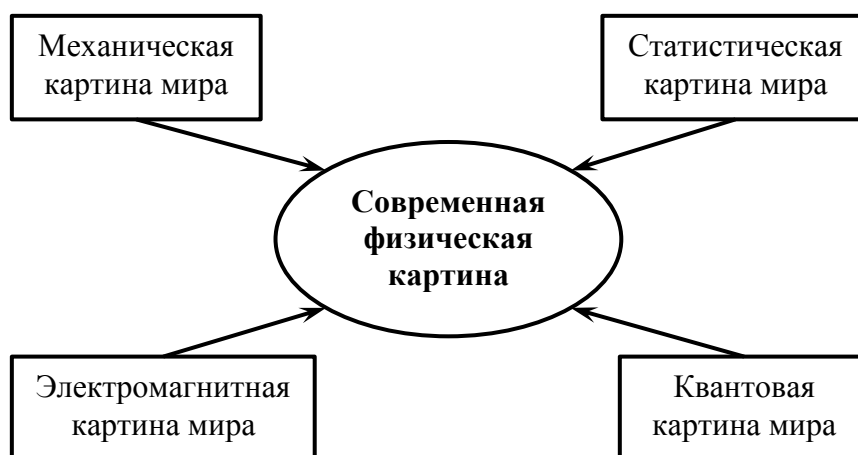 Механическая
картина мира
Статистическая
картина мира
Современная
физическая
картина
Электромагнитная
картина мира
Квантовая
картина мира